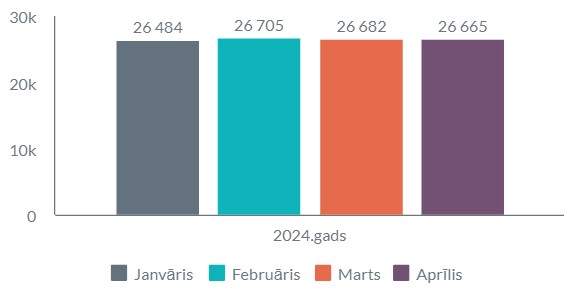 30k
26 484
26 705
26 682
26 665
20k
10k
0
2024.gads
Janvāris
Februāris
Marts
Aprīlis